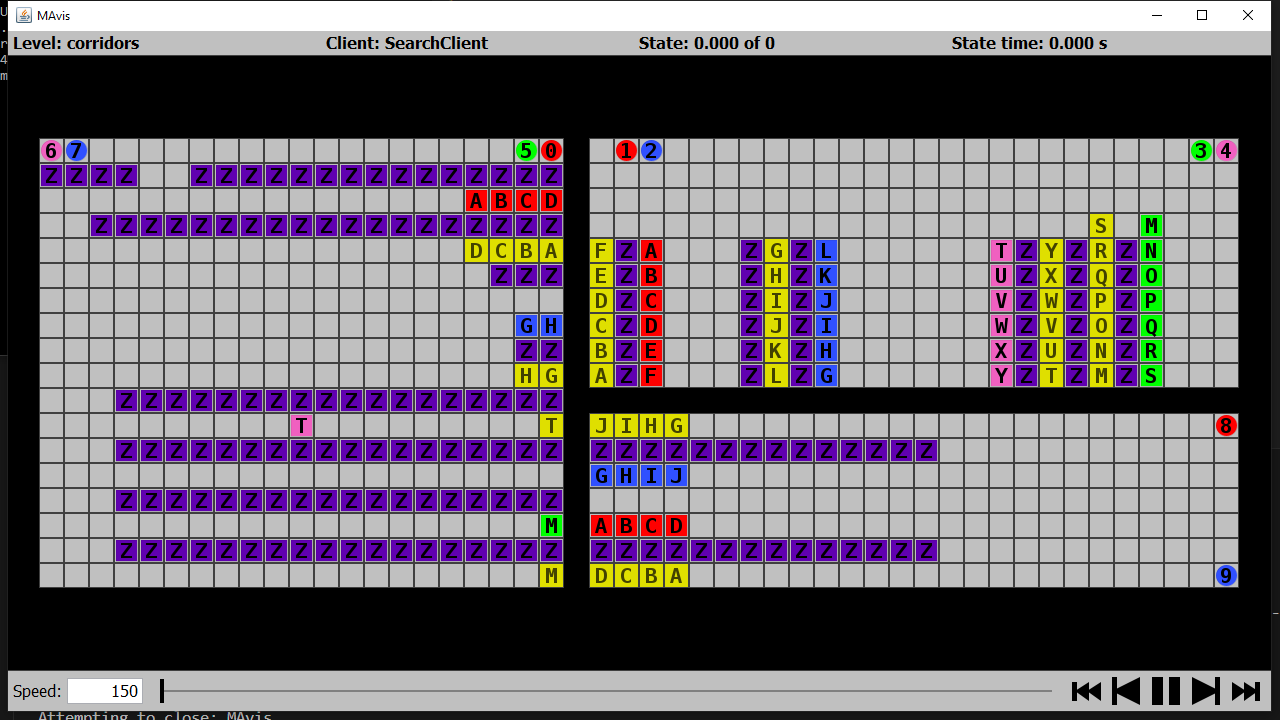 MAvis
Level: corridors Client: SearchClient State: 0.000 of 0 State time: 0.000 s
6 7 5 0 1 2 3 4
Z Z Z Z Z Z Z Z Z Z Z Z Z Z Z Z Z Z Z
A B C D
Z Z Z Z Z Z Z Z Z Z Z Z Z Z Z Z Z Z Z S M
D C B A F Z A Z G Z L T Z Y Z R Z N
Z Z Z E Z B Z H Z K U Z X Z Q Z O
D Z C Z I Z J V Z W Z P Z P
G H C Z D Z J Z I W Z V Z O Z Q
Z Z B Z E Z K Z H X Z U Z N Z R
H G A Z F Z L Z G Y Z T Z M Z S
Z Z Z Z Z Z Z Z Z Z Z Z Z Z Z Z Z Z
T T J I H G 8
Z Z Z Z Z Z Z Z Z Z Z Z Z Z Z Z Z Z Z Z Z Z Z Z Z Z Z Z Z Z Z Z
G H I J
Z Z Z Z Z Z Z Z Z Z Z Z Z Z Z Z Z Z
M A B C D
Z Z Z Z Z Z Z Z Z Z Z Z Z Z Z Z Z Z Z Z Z Z Z Z Z Z Z Z Z Z Z Z
M D C B A 9
Speed: 150
Attempting to close: MAvis